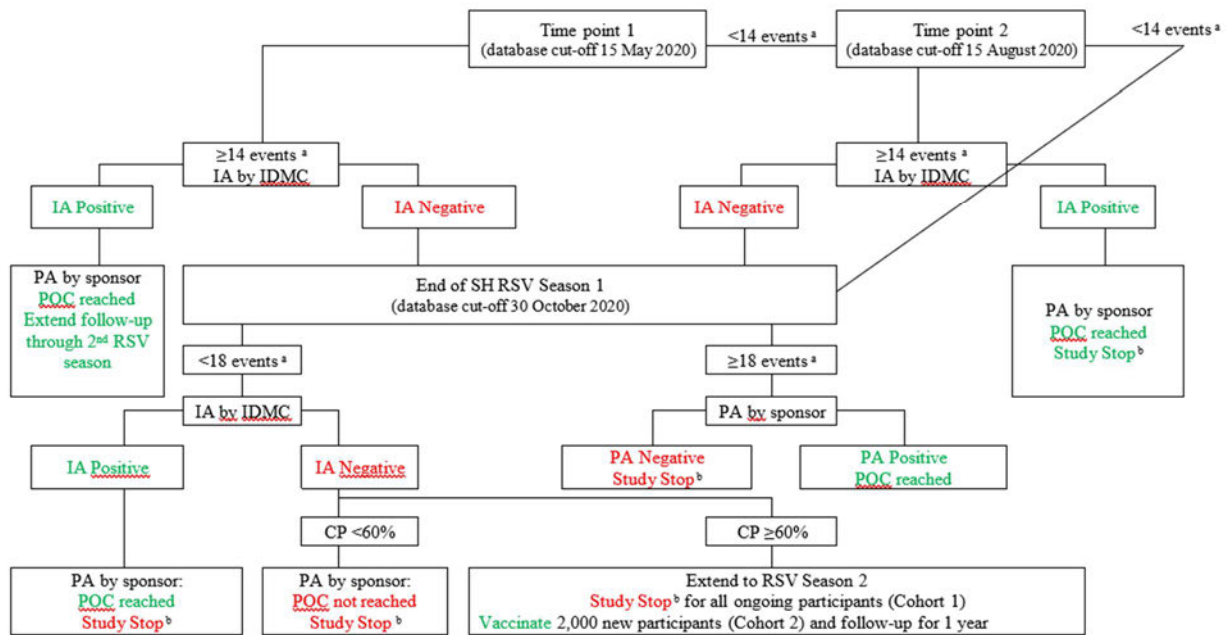 Time point 1
(database cut-off 15 May 2020)
<14 events ᵃ
Time point 2
(database cut-off 15 August 2020)
<14 events ᵃ
≥14 events ᵃ
IA by IDMC
≥14 events ᵃ
IA by IDMC
IA Positive
IA Negative
IA Negative
IA Positive
PA by sponsor
POC reached
Extend follow-up
through 2ⁿᵈ RSV
season
End of SH RSV Season 1
(database cut-off 30 October 2020)
PA by sponsor
POC reached
Study Stop ᵇ
<18 events ᵃ
≥18 events ᵃ
IA by IDMC
PA by sponsor
IA Positive
IA Negative
PA Negative
Study Stop ᵇ
PA Positive
POC reached
CP <60%
CP ≥60%
PA by sponsor:
POC reached
Study Stop ᵇ
PA by sponsor:
POC not reached
Study Stop ᵇ
Extend to RSV Season 2
Study Stop ᵇ for all ongoing participants (Cohort 1)
Vaccinate 2,000 new participants (Cohort 2) and follow-up for 1 year